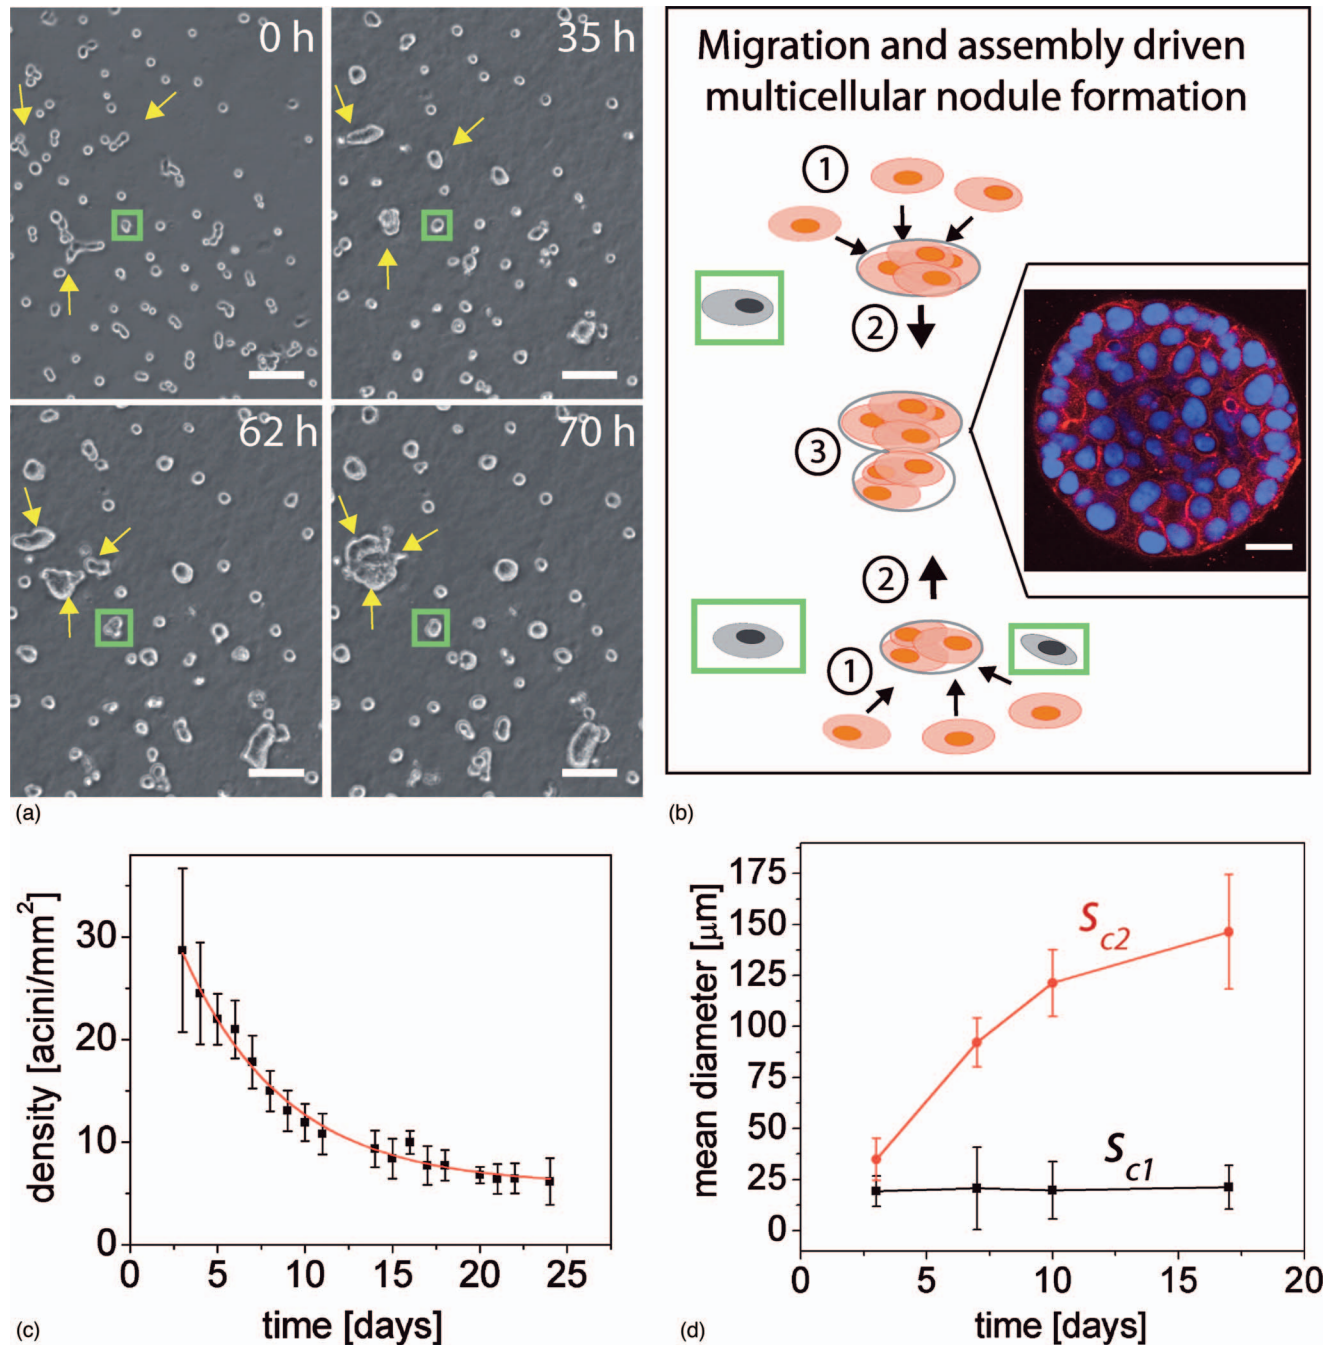 0 h
35 h
62 h
70 h
(a)
Migration and assembly driven
multicellular nodule formation
1
2
3
2
1
(b)
density [acini/mm²]
30
20
10
0
0 5 10 15 20 25
time [days]
(c)
mean diameter [μm]
175
150
125
100
75
50
25
0
S c2
S c1
0 5 10 15 20
time [days]
(d)